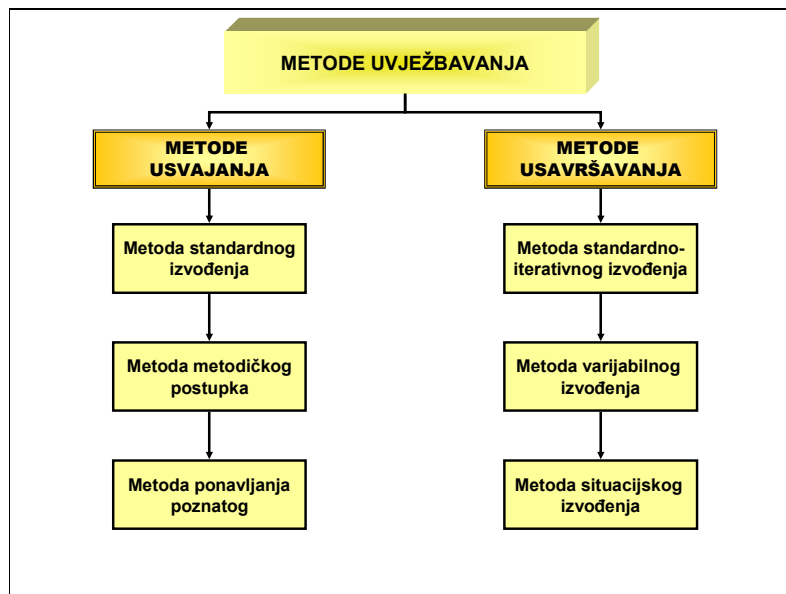 METODE UVJEŽBAVANJA
METODE
USVAJANJA
Metoda standardnog
izvođenja
Metoda metodičkog
postupka
Metoda ponavljanja
poznatog
METODE
USAVRŠAVANJA
Metoda standardno-
iterativnog izvođenja
Metoda varijabilnog
izvođenja
Metoda situacijskog
izvođenja